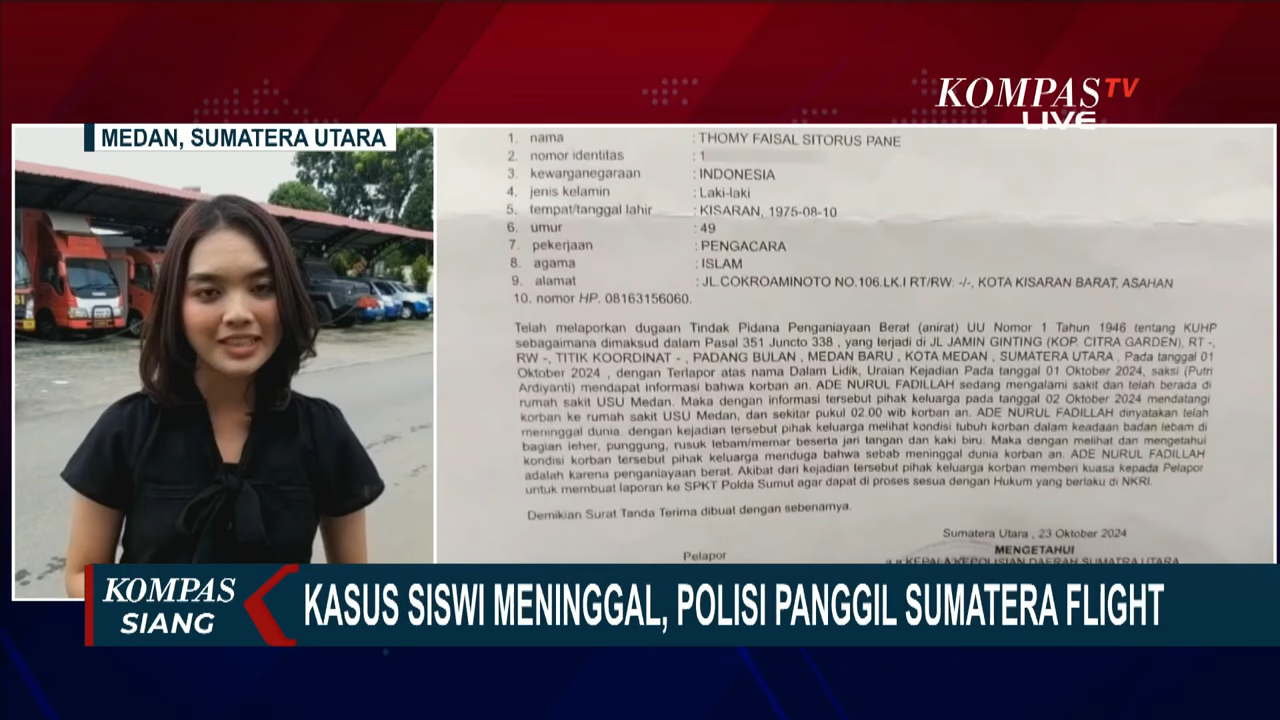 KOMPAS TV
LIVE
MEDAN, SUMATERA UTARA
1. nama : THOMY FAISAL SITORUS PANE
2. nomor identitas : 1
3. kewarganegaraan : INDONESIA
4. jenis kelamin : Laki-laki
5. tempat/tanggal lahir : KISARAN, 1975-08-10
6. umur : 49
7. pekerjaan : PENGACARA
8. agama : ISLAM
9. alamat : JL.COKROAMINOTO NO.106.LK.I RT/RW: -/-, KOTA KISARAN BARAT, ASAHAN
10. nomor HP. 08163156060.
Telah melaporkan dugaan Tindak Pidana Penganiayaan Berat (anirat) UU Nomor 1 Tahun 1946 tentang KUHP
sebagaimana dimaksud dalam Pasal 351 Juncto 338 , yang terjadi di JL JAMIN GINTING (KOP. CITRA GARDEN), RT -,
RW -, TITIK KOORDINAT - , PADANG BULAN , MEDAN BARU , KOTA MEDAN , SUMATERA UTARA , Pada tanggal 01
Oktober 2024 , dengan Terlapor atas nama Dalam Lidik, Uraian Kejadian Pada tanggal 01 Oktober 2024, saksi (Putri
Ardiyanti) mendapat informasi bahwa korban an. ADE NURUL FADILLAH sedang mengalami sakit dan telah berada di
rumah sakit USU Medan. Maka dengan informasi tersebut pihak keluarga pada tanggal 02 Oktober 2024 mendatangi
korban ke rumah sakit USU Medan, dan sekitar pukul 02.00 wib korban an. ADE NURUL FADILLAH dinyatakan telah
meninggal dunia. dengan kejadian tersebut pihak keluarga melihat kondisi tubuh korban dalam keadaan badan lebam di
bagian leher, punggung, rusuk lebam/memar beserta jari tangan dan kaki biru. Maka dengan melihat dan mengetahui
kondisi korban tersebut pihak keluarga menduga bahwa sebab meninggal dunia korban an. ADE NURUL FADILLAH
adalah karena penganiayaan berat. Akibat dari kejadian tersebut pihak keluarga korban memberi kuasa kepada Pelapor
untuk membuat laporan ke SPKT Polda Sumut agar dapat di proses sesua dengan Hukum yang berlaku di NKRI.
Demikian Surat Tanda Terima dibuat dengan sebenarnya.
Sumatera Utara , 23 Oktober 2024
Pelapor
MENGETAHUI
KEPALA KEPOLISIAN DAERAH SUMATRA UTARA
KOMPAS
SIANG
KASUS SISWI MENINGGAL, POLISI PANGGIL SUMATERA FLIGHT